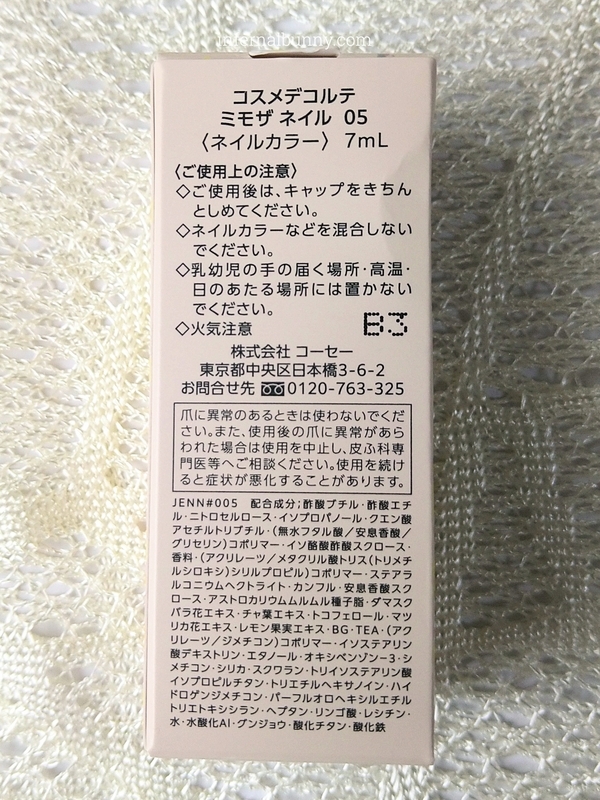 infernalbunny.com
コスメデコルテ
ミモザ ネイル 05
〈ネイルカラー〉 7mL
〈ご使用上の注意〉
◇ご使用後は、キャップをきちん
としめてください。
◇ネイルカラーなどを混合しない
でください。
◇乳幼児の手の届く場所・高温・
日のあたる場所には置かない
でください。
◇火気注意
B3
株式会社 コーセー
東京都中央区日本橋3-6-2
お問合せ先 0120-763-325
爪に異常のあるときは使わないでくだ
さい。また、使用後の爪に異常があら
われた場合は使用を中止し、皮ふ科専
門医等へご相談ください。使用を続け
ると症状が悪化することがあります。
JENN#005 配合成分;酢酸ブチル・酢酸エチ
ル・ニトロセルロース・イソプロパノール・クエン酸
アセチルトリブチル・(無水フタル酸/安息香酸/
グリセリン)コポリマー・イソ酪酸酢酸スクロース・
香料・(アクリレーツ/メタクリル酸トリス(トリメチ
ルシロキシ)シリルプロピル)コポリマー・ステアラ
ルコニウムヘクトライト・カンフル・安息香酸スク
ロース・アストロカリウムムルムル種子脂・ダマスク
バラ花エキス・チャ葉エキス・トコフェロール・マツ
リカ花エキス・レモン果実エキス・BG・TEA・(アク
リレーツ/ジメチコン)コポリマー・イソステアリン
酸デキストリン・エタノール・オキシベンゾン-3・シ
メチコン・シリカ・スクワラン・トリイソステアリン酸
イソプロピルチタン・トリエチルヘキサノイン・ハイ
ドロゲンジメチコン・パーフルオロヘキシルエチル
トリエトキシシラン・ヘプタン・リンゴ酸・レシチン・
水・水酸化Al・グンジョウ・酸化チタン・酸化鉄